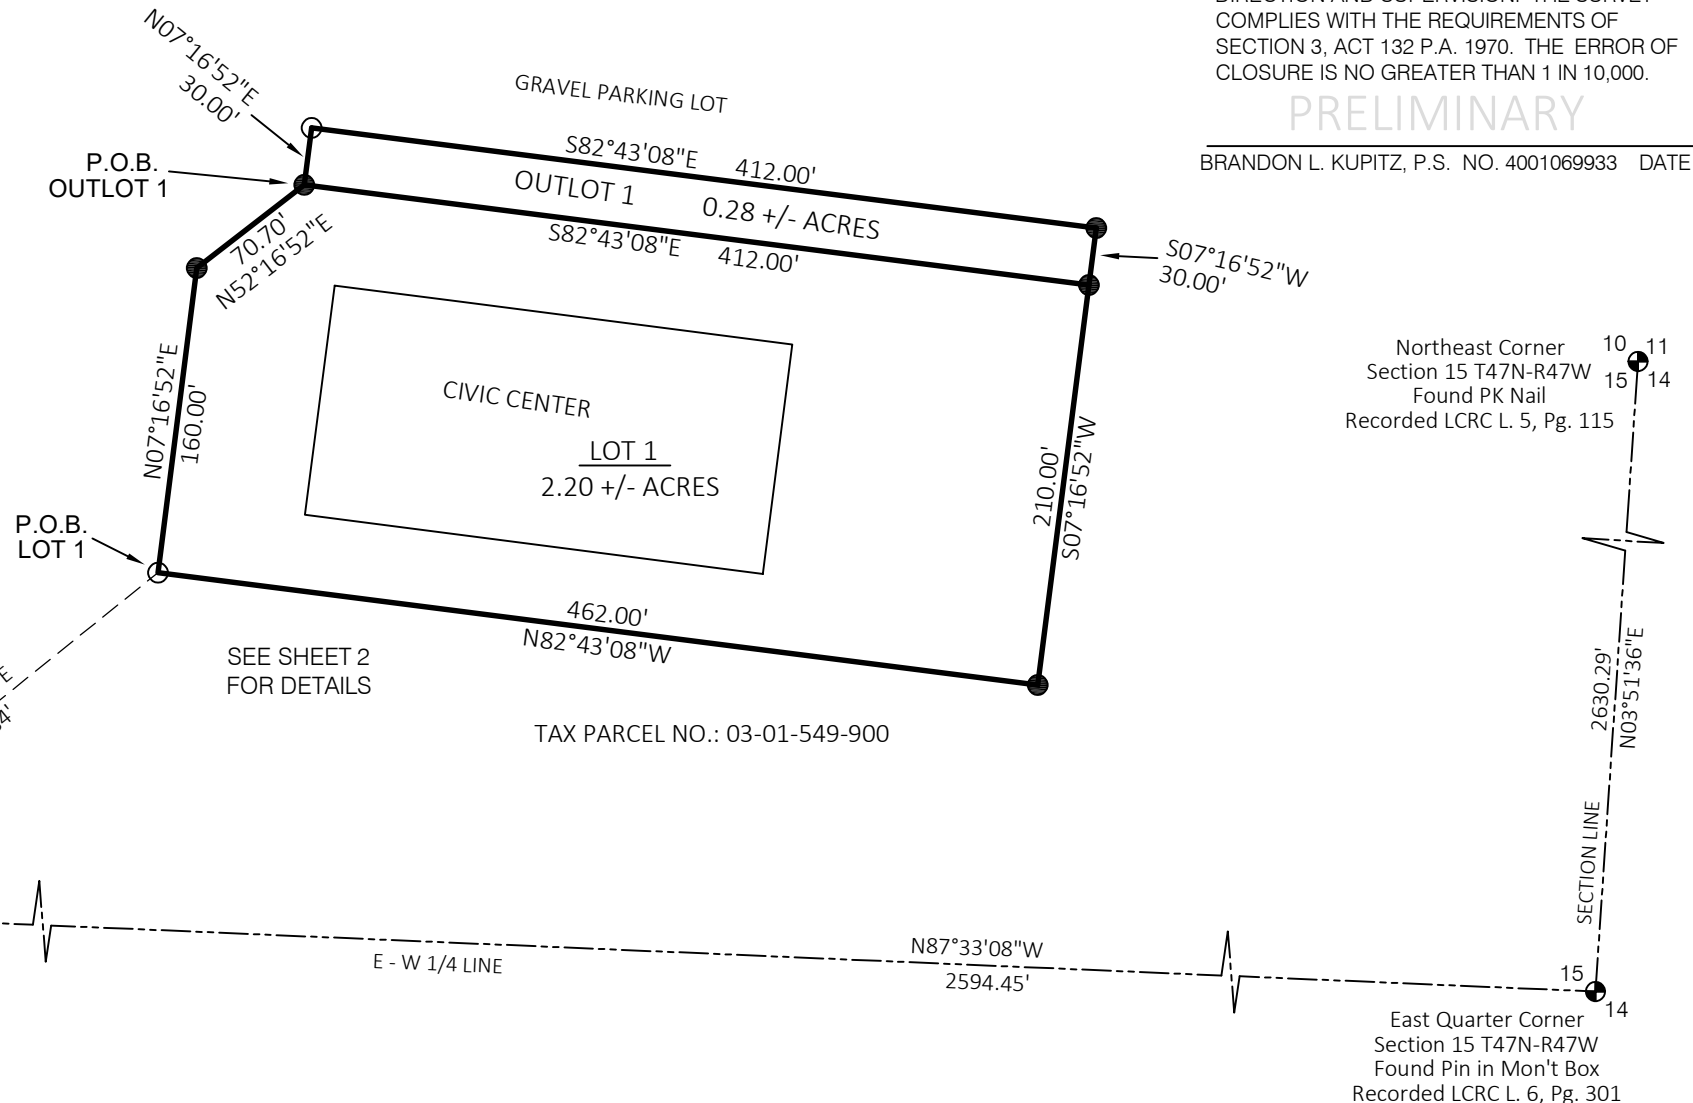 COMPLIES WITH THE REQUIREMENTS OF
SECTION 3, ACT 132 P.A. 1970. THE ERROR OF
CLOSURE IS NO GREATER THAN 1 IN 10,000.
PRELIMINARY
BRANDON L. KUPITZ, P.S. NO. 4001069933 DATE
N07°16'52"E
30.00'
GRAVEL PARKING LOT
P.O.B.
OUTLOT 1
S82°43'08"E 412.00'
OUTLOT 1 0.28 +/- ACRES
S82°43'08"E 412.00'
S07°16'52"W
30.00'
70.70'
N52°16'52"E
N07°16'52"E
160.00'
CIVIC CENTER
LOT 1
2.20 +/- ACRES
210.00'
S07°16'52"W
P.O.B.
LOT 1
462.00'
N82°43'08"W
SEE SHEET 2
FOR DETAILS
TAX PARCEL NO.: 03-01-549-900
10 11
15 14
Northeast Corner
Section 15 T47N-R47W
Found PK Nail
Recorded LCRC L. 5, Pg. 115
2630.29'
N03°51'36"E
SECTION LINE
E - W 1/4 LINE
N87°33'08"W
2594.45'
15
14
East Quarter Corner
Section 15 T47N-R47W
Found Pin in Mon't Box
Recorded LCRC L. 6, Pg. 301